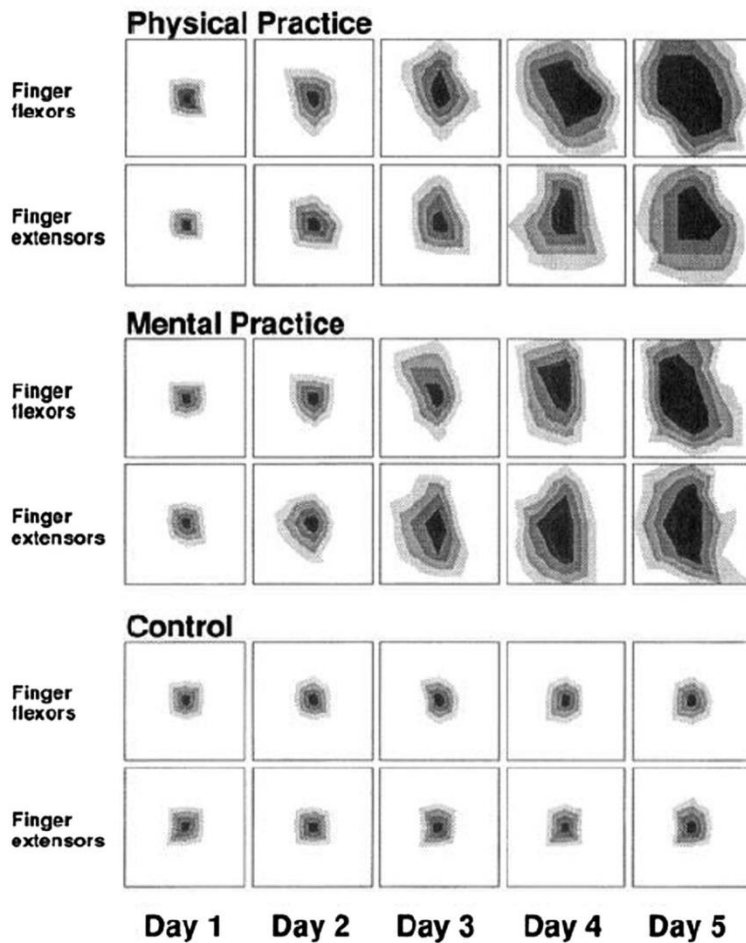 Physical Practice
Finger
flexors
Finger
extensors
Mental Practice
Finger
flexors
Finger
extensors
Control
Finger
flexors
Finger
extensors
Day 1 Day 2 Day 3 Day 4 Day 5